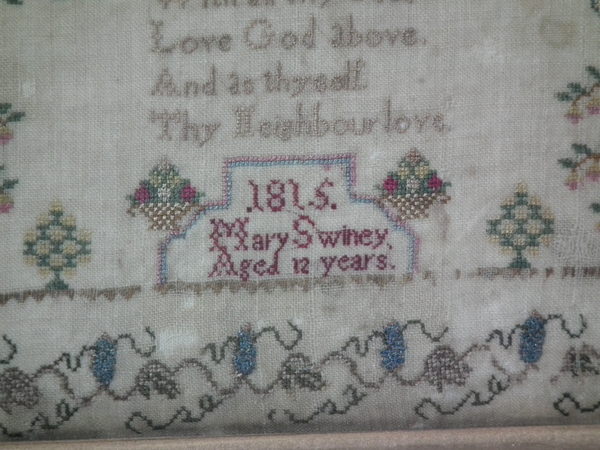 Love God above.
And as thyself
Thy Neighbour love.
1815.
Mary Swiney,
Aged 12 years.